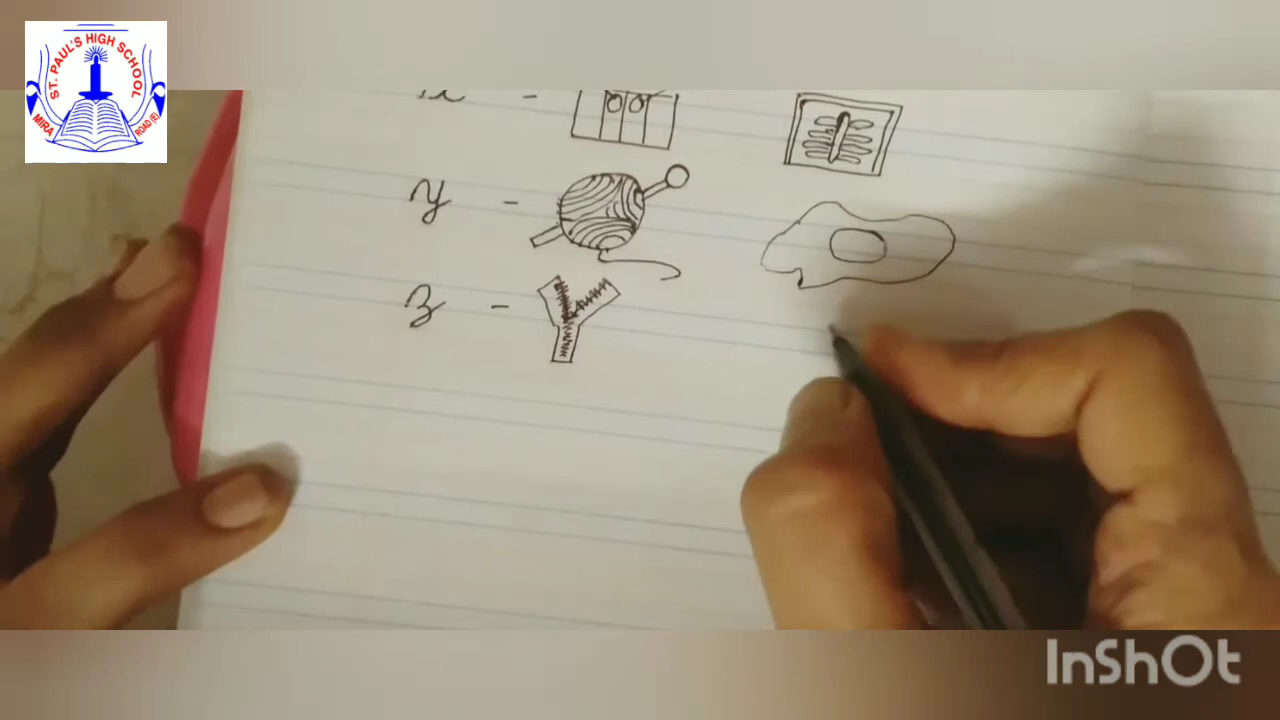 ST. PAUL'S HIGH SCHOOL
MIRA ROAD (E)
x -
y -
z -
InShOt